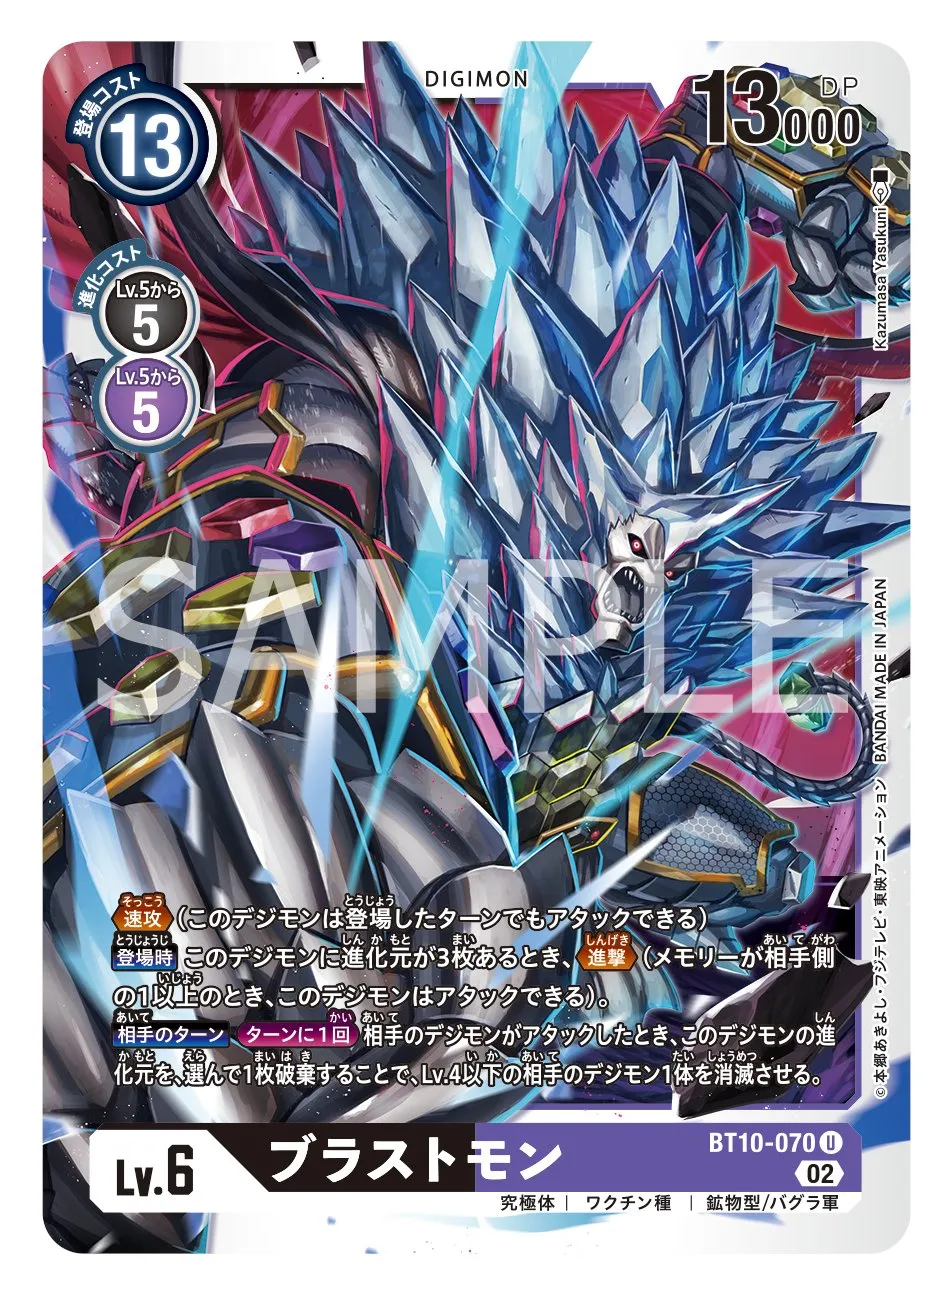 DIGIMON
登場コスト
13
13000
DP
進化コスト
Lv.5から
5
Lv.5から
5
Kazumasa Yasukuni
SAMPLE
BANDAI MADE IN JAPAN
©本郷あきよし・フジテレビ・東映アニメーション
速攻(このデジモンは登場したターンでもアタックできる)
登場時 このデジモンに進化元が3枚あるとき、進撃(メモリーが相手側
の1以上のとき、このデジモンはアタックできる)。
相手のターン ターンに1回 相手のデジモンがアタックしたとき、このデジモンの進
化元を、選んで1枚破棄することで、Lv.4以下の相手のデジモン1体を消滅させる。
Lv.6
ブラストモン
BT10-070 U
02
究極体 | ワクチン種 | 鉱物型/バグラ軍